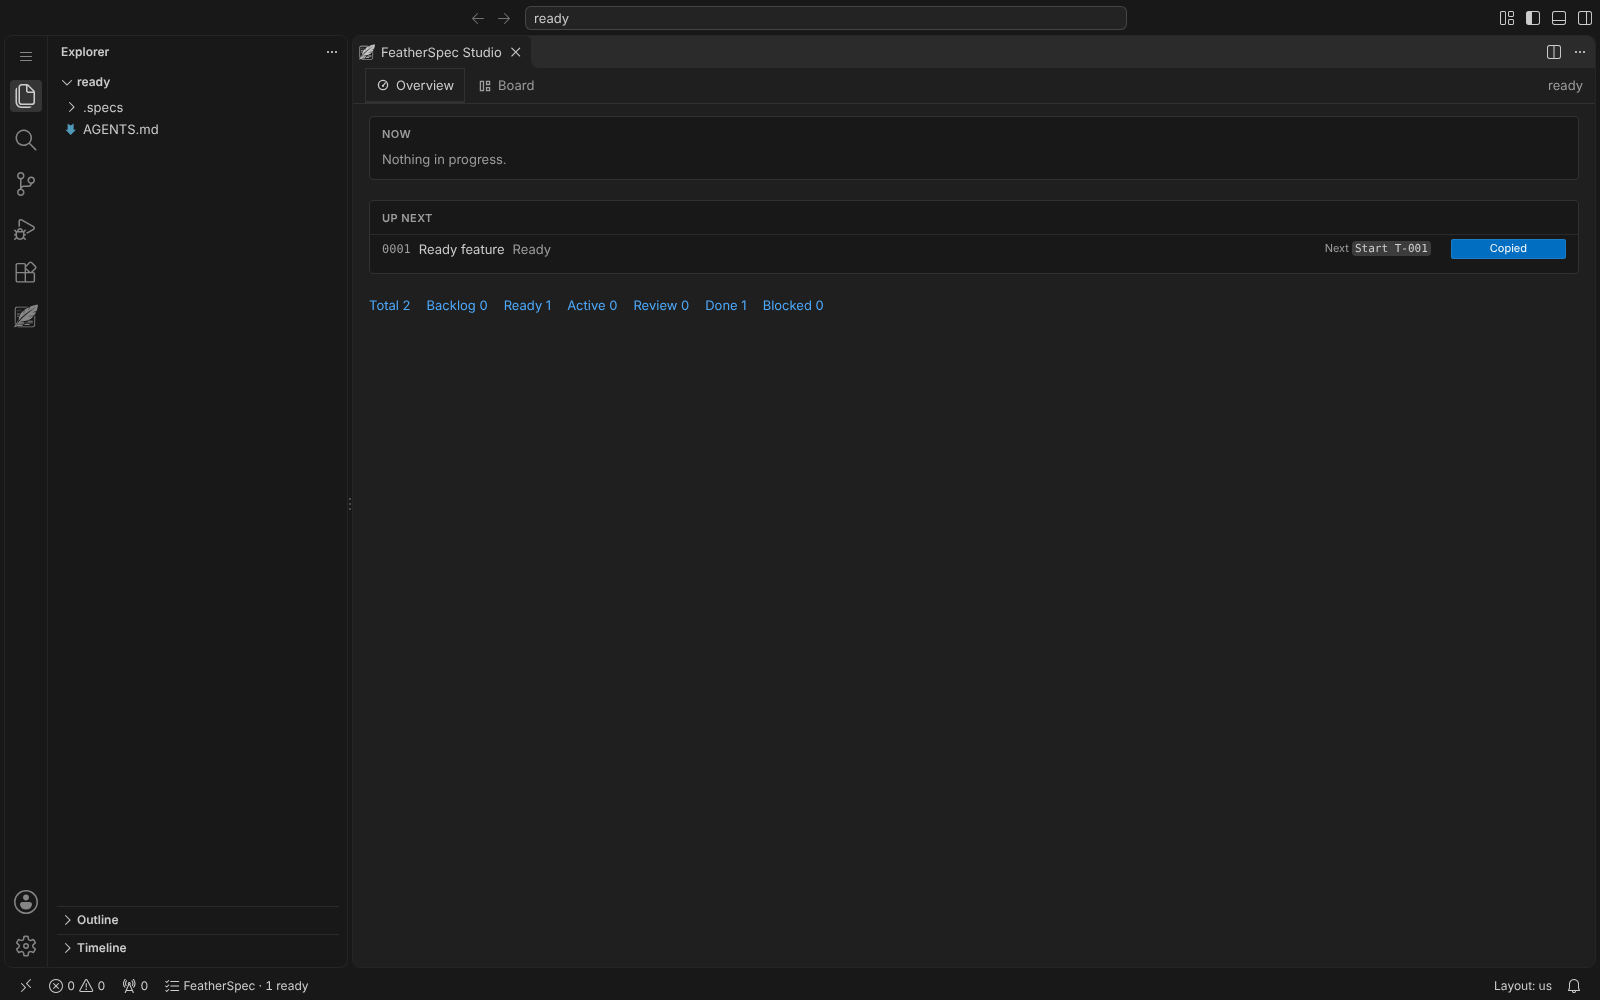 ready
Explorer
ready
.specs
AGENTS.md
Outline
Timeline
FeatherSpec Studio
Overview
Board
ready
NOW
Nothing in progress.
UP NEXT
0001 Ready feature Ready
Next Start T-001
Copied
Total 2 Backlog 0 Ready 1 Active 0 Review 0 Done 1 Blocked 0
0 0 0 FeatherSpec · 1 ready
Layout: us